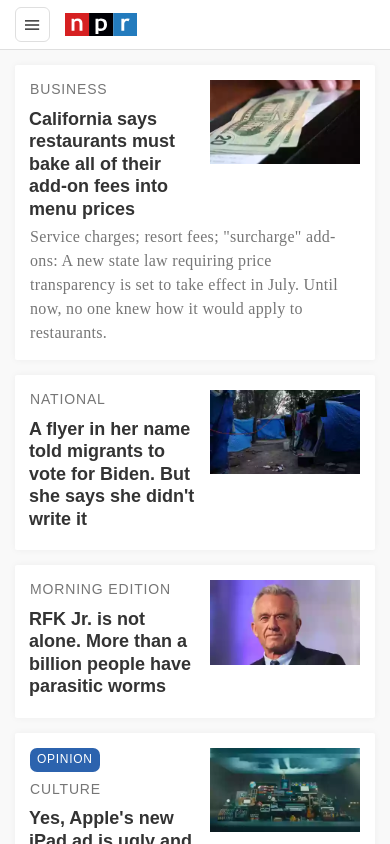 npr
BUSINESS
California says
restaurants must
bake all of their
add-on fees into
menu prices
Service charges; resort fees; "surcharge" add-
ons: A new state law requiring price
transparency is set to take effect in July. Until
now, no one knew how it would apply to
restaurants.
20
NATIONAL
A flyer in her name
told migrants to
vote for Biden. But
she says she didn't
write it
MORNING EDITION
RFK Jr. is not
alone. More than a
billion people have
parasitic worms
OPINION
CULTURE
Yes, Apple's new
iPad ad is ugly and